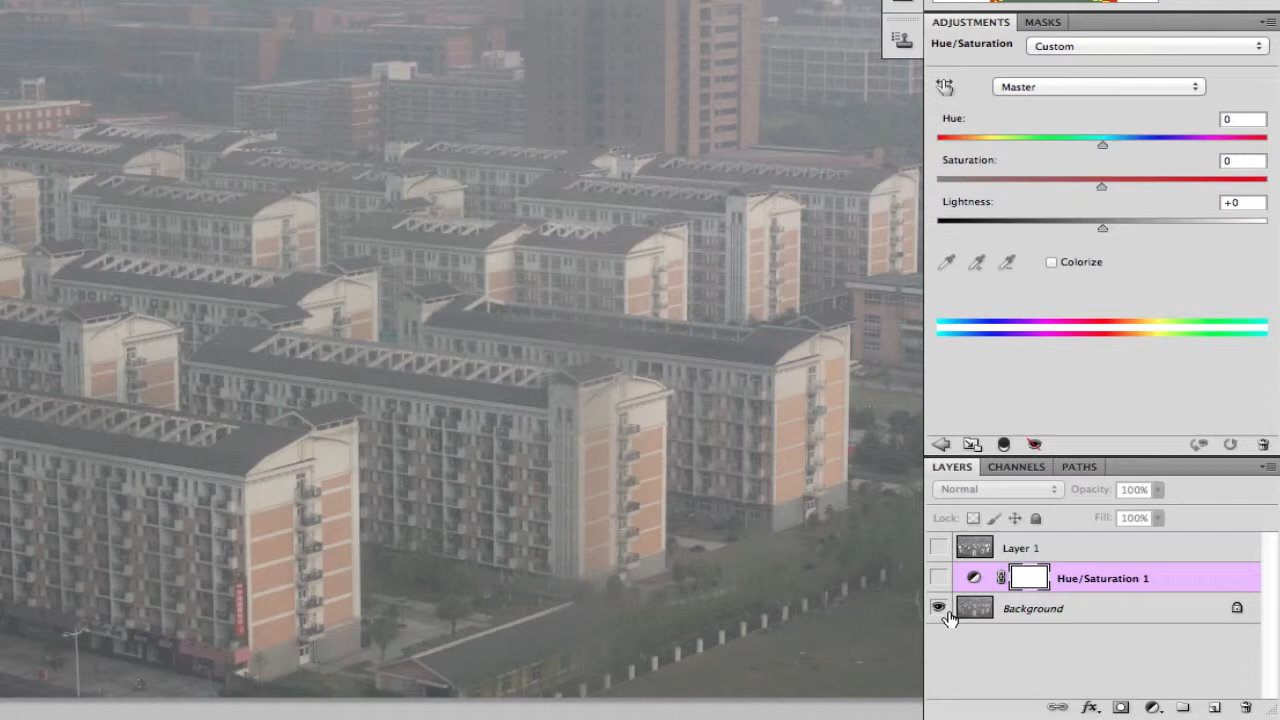 ADJUSTMENTS MASKS
Hue/Saturation Custom
Master
Hue: 0
Saturation: 0
Lightness: +0
Colorize
LAYERS CHANNELS PATHS
Normal Opacity: 100%
Lock: Fill: 100%
Layer 1
Hue/Saturation 1
Background
fx